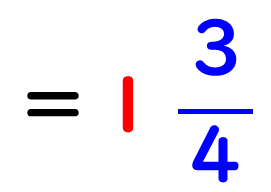 = 1 3/4